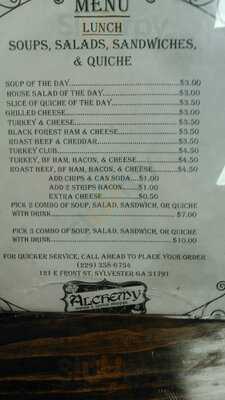 MENU
LUNCH
SOUPS, SALADS, SANDWICHES,
& QUICHE
SOUP OF THE DAY $3.00
HOUSE SALAD OF THE DAY $3.00
SLICE OF QUICHE OF THE DAY $3.50
GRILLED CHEESE $3.00
TURKEY & CHEESE $3.50
BLACK FOREST HAM & CHEESE $3.50
ROAST BEEF & CHEDDAR $3.50
TURKEY CLUB $4.50
TURKEY, BF HAM, BACON, & CHEESE $4.50
ROAST BEEF, BF HAM, BACON, & CHEESE $4.50
ADD CHIPS & CAN SODA $1.00
ADD 2 STRIPS BACON $1.00
EXTRA CHEESE $0.50
PICK 2 COMBO OF SOUP, SALAD, SANDWICH, OR QUICHE
WITH DRINK $7.00
PICK 3 COMBO OF SOUP, SALAD, SANDWICH, OR QUICHE
WITH DRINK $10.00
FOR QUICKER SERVICE, CALL AHEAD TO PLACE YOUR ORDER
(229) 238-6754
121 E FRONT ST, SYLVESTER GA 31791
ALCHEMY